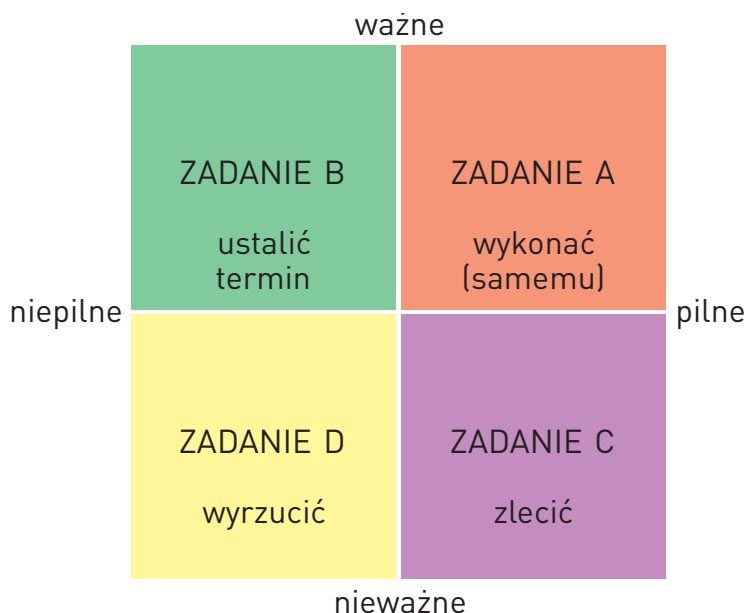 ważne
ZADANIE B
ustalić
termin
ZADANIE A
wykonać
(samemu)
niepilne
pilne
ZADANIE D
wyrzucić
ZADANIE C
zlecić
nieważne